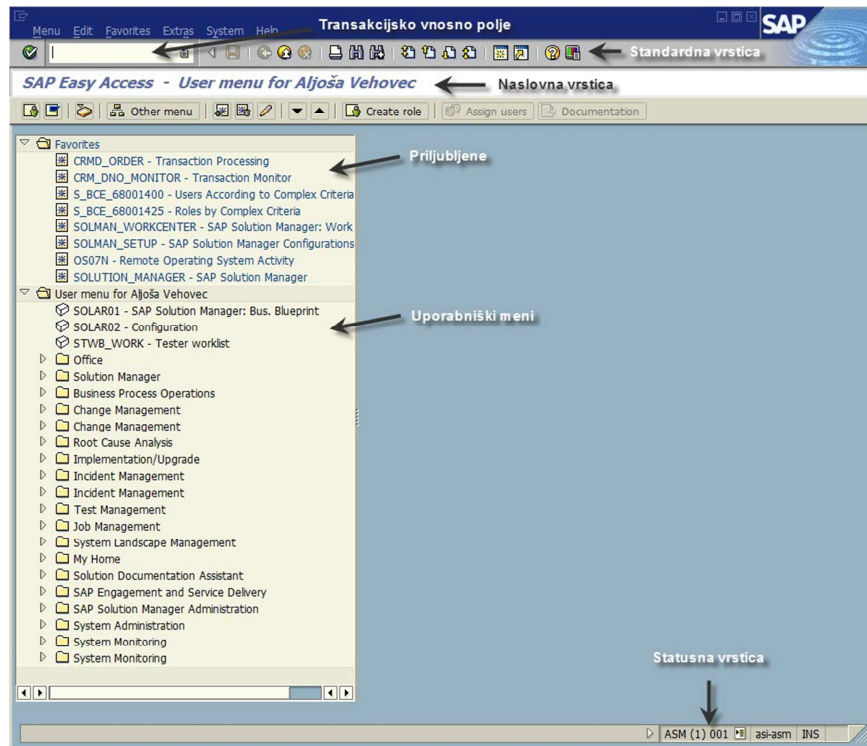 Menu Edit Favorites Extras System Help
Transakcijsko vnosno polje
SAP
Standardna vrstica
SAP Easy Access - User menu for Aljoša Vehovec
Naslovna vrstica
Other menu Create role Assign users Documentation
Favorites
CRMD_ORDER - Transaction Processing
Priljubljene
CRM_DNO_MONITOR - Transaction Monitor
S_BCE_68001400 - Users According to Complex Criteria
S_BCE_68001425 - Roles by Complex Criteria
SOLMAN_WORKCENTER - SAP Solution Manager: Work
SOLMAN_SETUP - SAP Solution Manager Configurations
OS07N - Remote Operating System Activity
SOLUTION_MANAGER - SAP Solution Manager
User menu for Aljoša Vehovec
SOLAR01 - SAP Solution Manager: Bus. Blueprint
Uporabniški meni
SOLAR02 - Configuration
STWB_WORK - Tester worklist
Office
Solution Manager
Business Process Operations
Change Management
Change Management
Root Cause Analysis
Implementation/Upgrade
Incident Management
Incident Management
Test Management
Job Management
System Landscape Management
My Home
Solution Documentation Assistant
SAP Engagement and Service Delivery
SAP Solution Manager Administration
System Administration
System Monitoring
System Monitoring
Statusna vrstica
ASM (1) 001 asi-asm INS